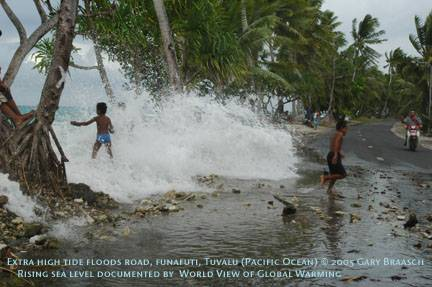 Extra high tide floods road, funafuti, Tuvalu (Pacific Ocean) © 2005 Gary Braasch
Rising sea level documented by World View of Global Warming